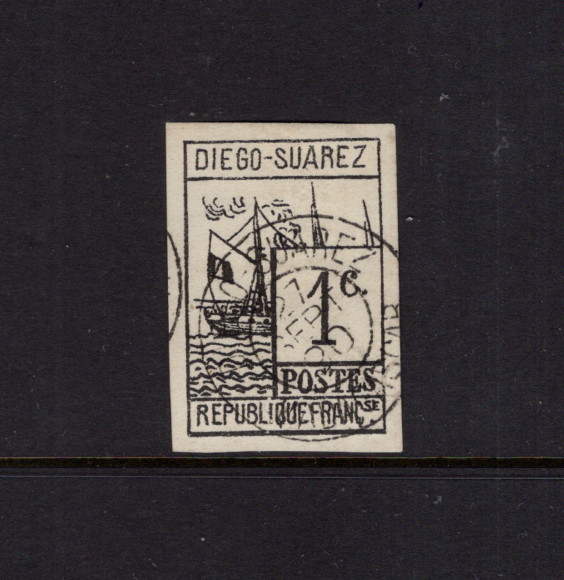 DIEGO-SUAREZ
1 c.
POSTES
REPUBLIQUE FRANÇSE